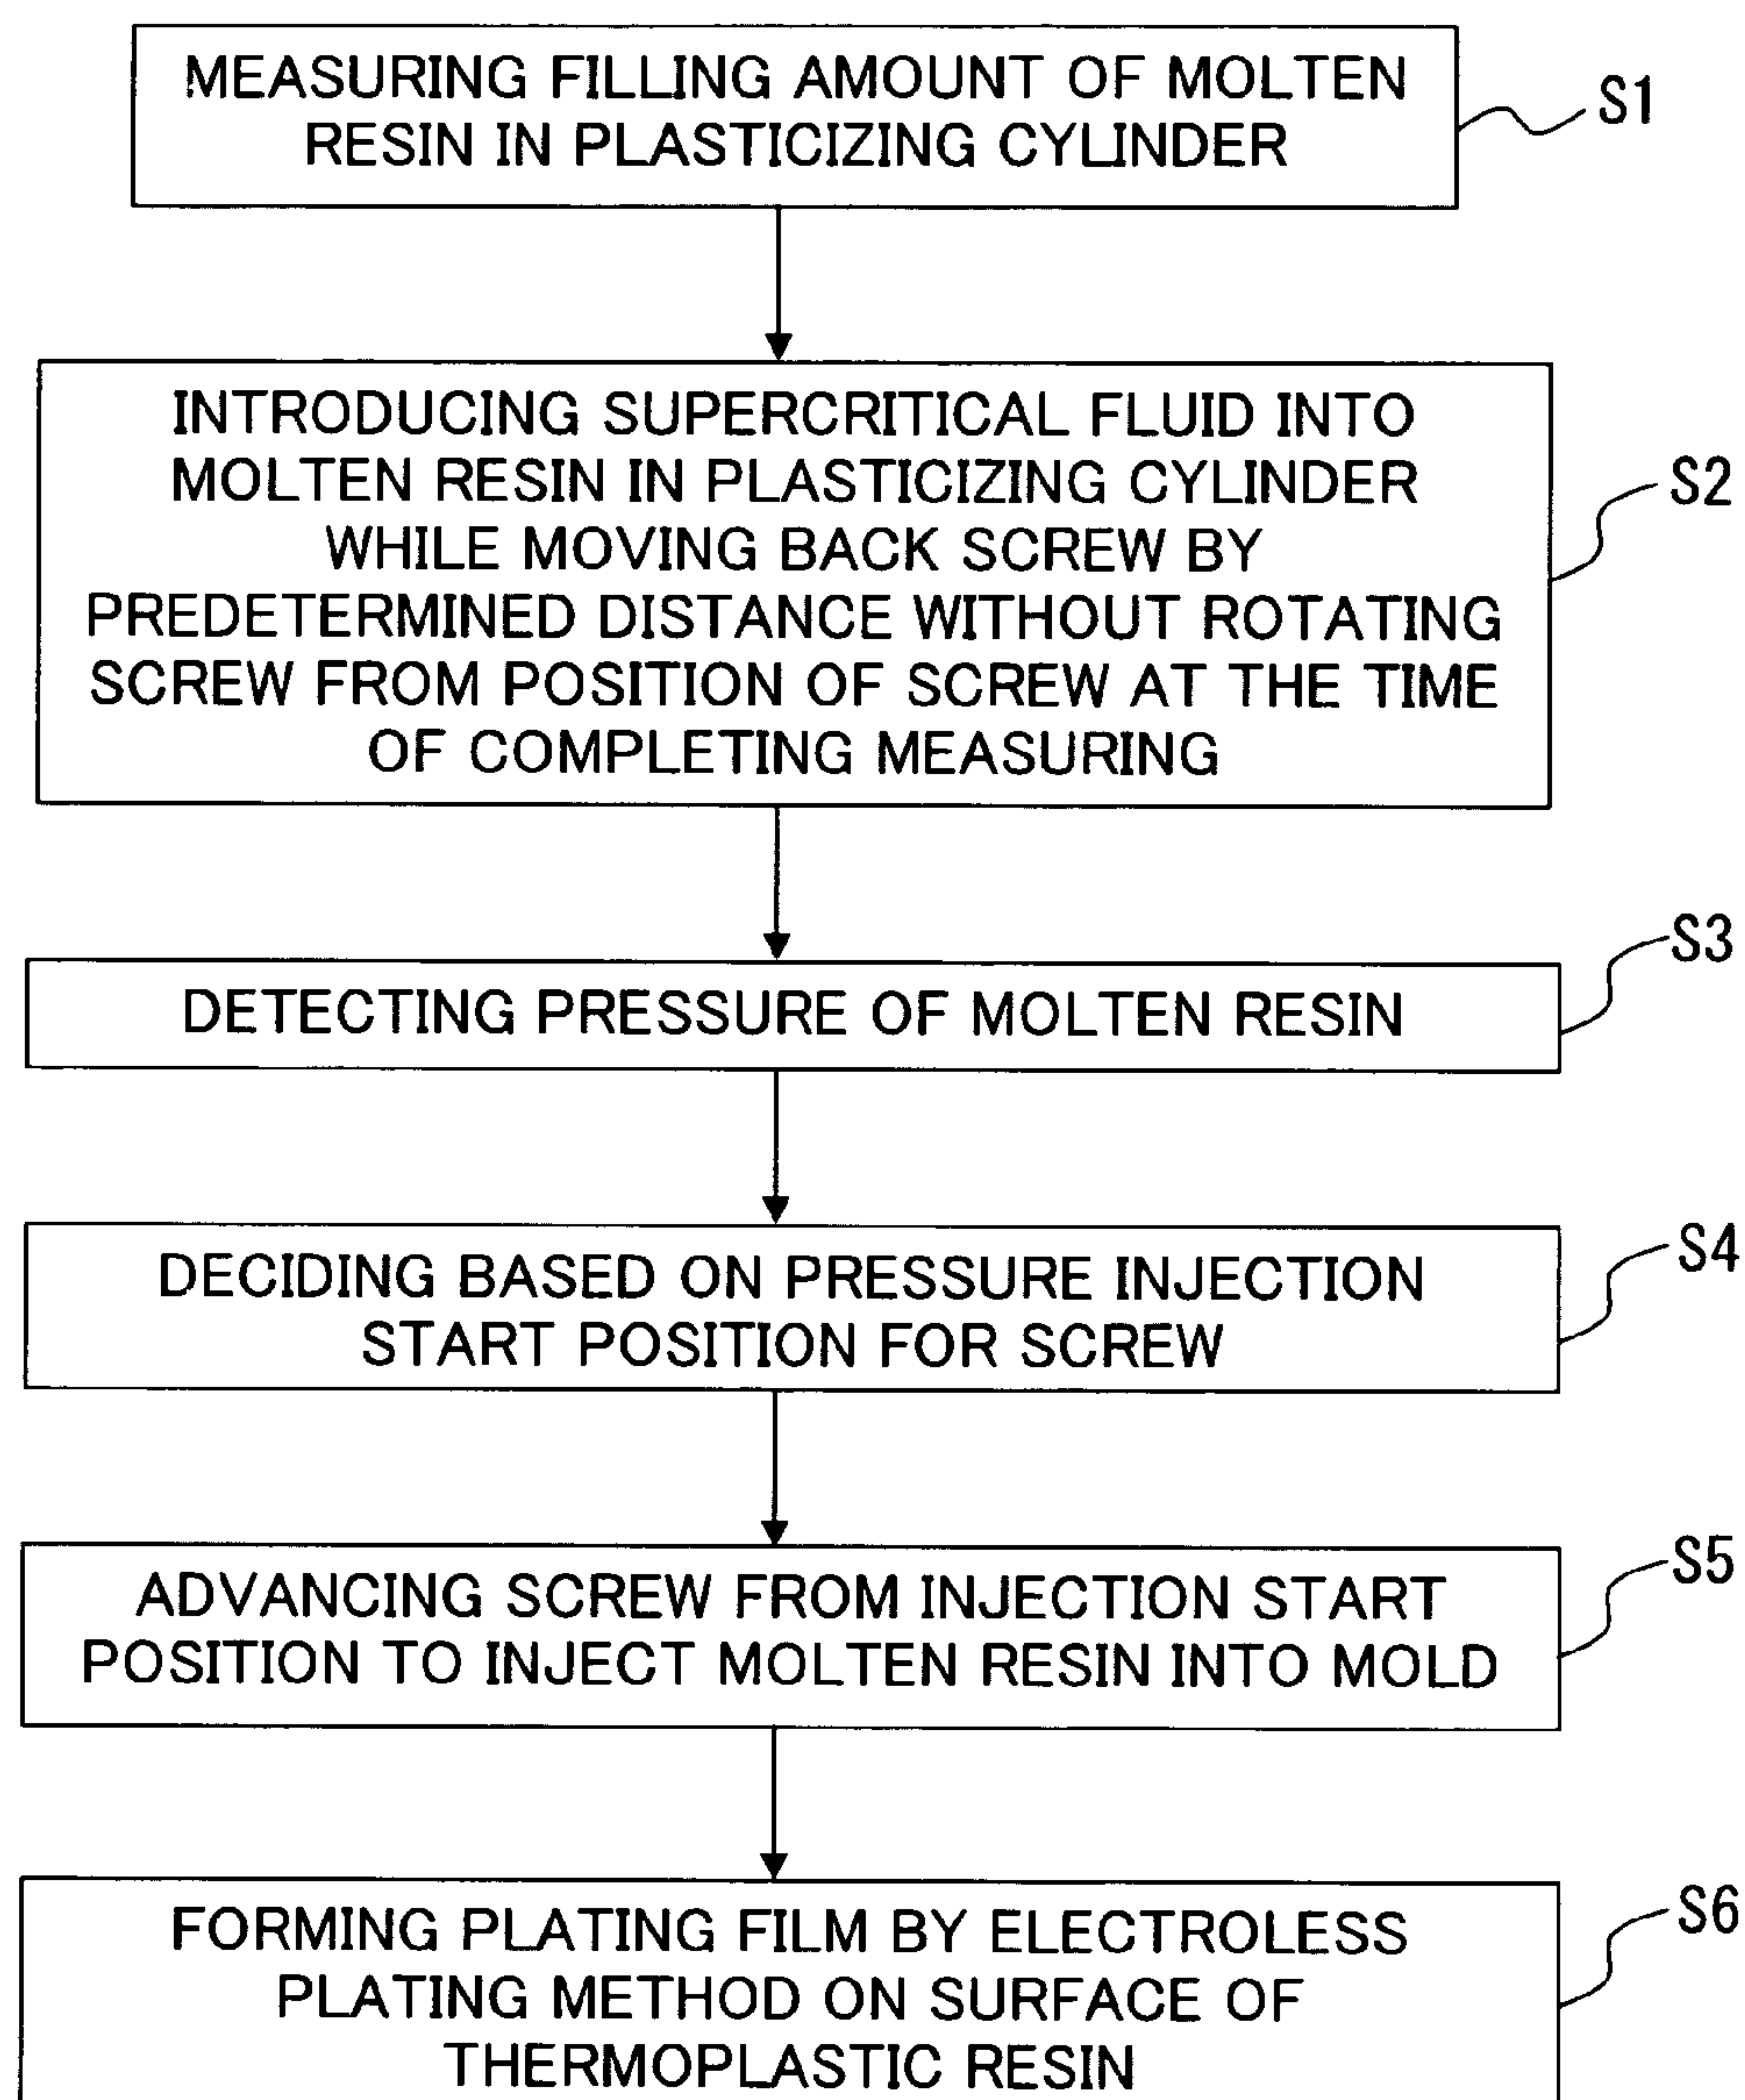 MEASURING FILLING AMOUNT OF MOLTEN
RESIN IN PLASTICIZING CYLINDER
S1
INTRODUCING SUPERCRITICAL FLUID INTO
MOLTEN RESIN IN PLASTICIZING CYLINDER
WHILE MOVING BACK SCREW BY
PREDETERMINED DISTANCE WITHOUT ROTATING
SCREW FROM POSITION OF SCREW AT THE TIME
OF COMPLETING MEASURING
S2
DETECTING PRESSURE OF MOLTEN RESIN
S3
DECIDING BASED ON PRESSURE INJECTION
START POSITION FOR SCREW
S4
ADVANCING SCREW FROM INJECTION START
POSITION TO INJECT MOLTEN RESIN INTO MOLD
S5
FORMING PLATING FILM BY ELECTROLESS
PLATING METHOD ON SURFACE OF
THERMOPLASTIC RESIN
S6